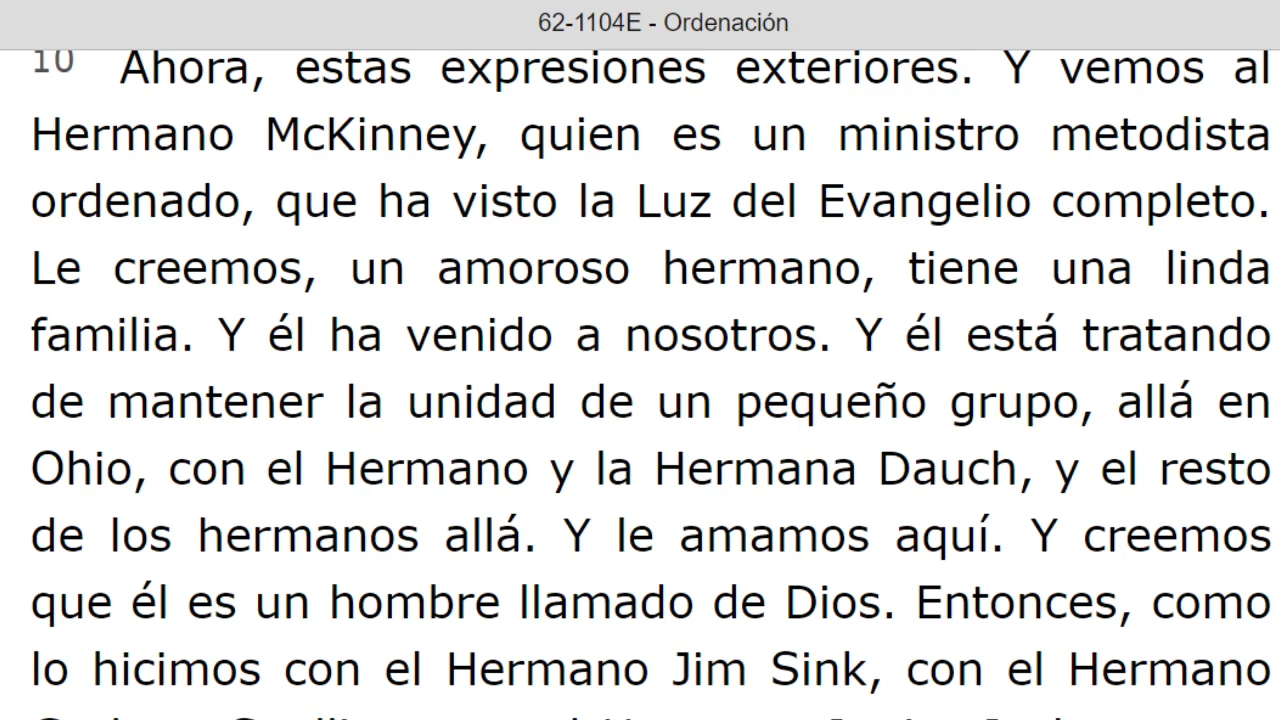 62-1104E - Ordenación
10 Ahora, estas expresiones exteriores. Y vemos al
Hermano McKinney, quien es un ministro metodista
ordenado, que ha visto la Luz del Evangelio completo.
Le creemos, un amoroso hermano, tiene una linda
familia. Y él ha venido a nosotros. Y él está tratando
de mantener la unidad de un pequeño grupo, allá en
Ohio, con el Hermano y la Hermana Dauch, y el resto
de los hermanos allá. Y le amamos aquí. Y creemos
que él es un hombre llamado de Dios. Entonces, como
lo hicimos con el Hermano Jim Sink, con el Hermano